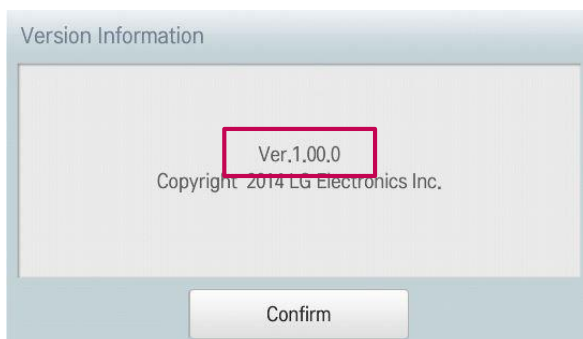 Version Information
Ver.1.00.0
Copyright 2014 LG Electronics Inc.
Confirm